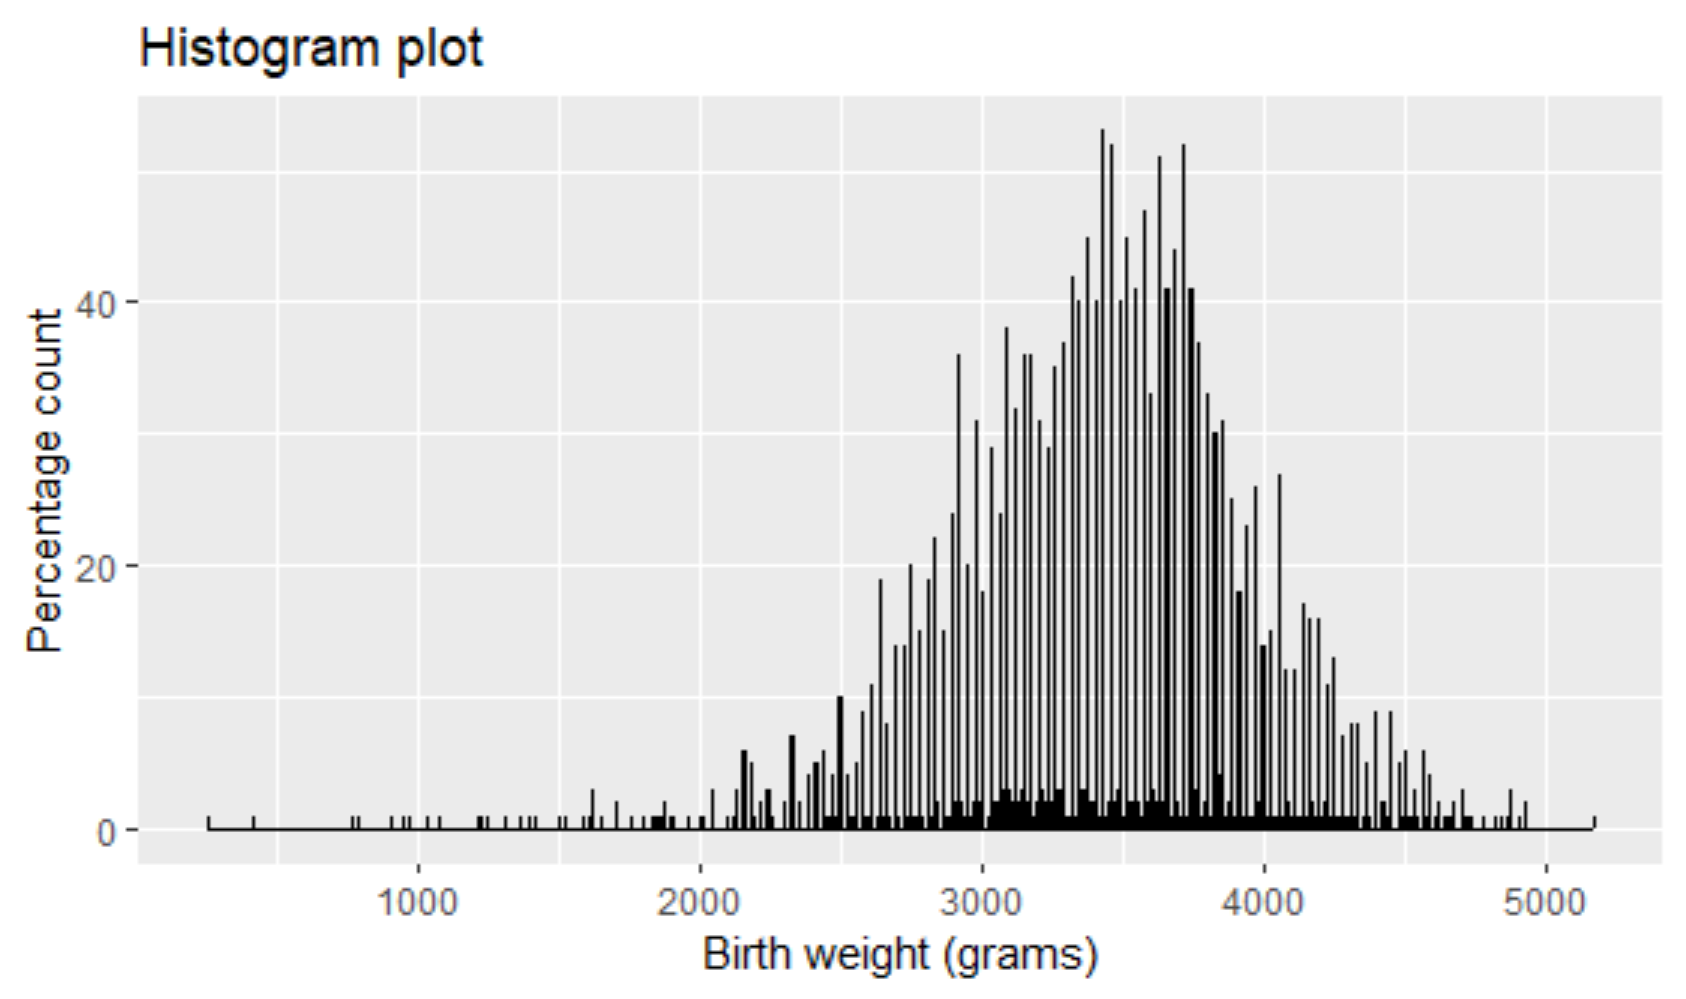 Histogram plot
Percentage count
40
20
0
1000 2000 3000 4000 5000
Birth weight (grams)